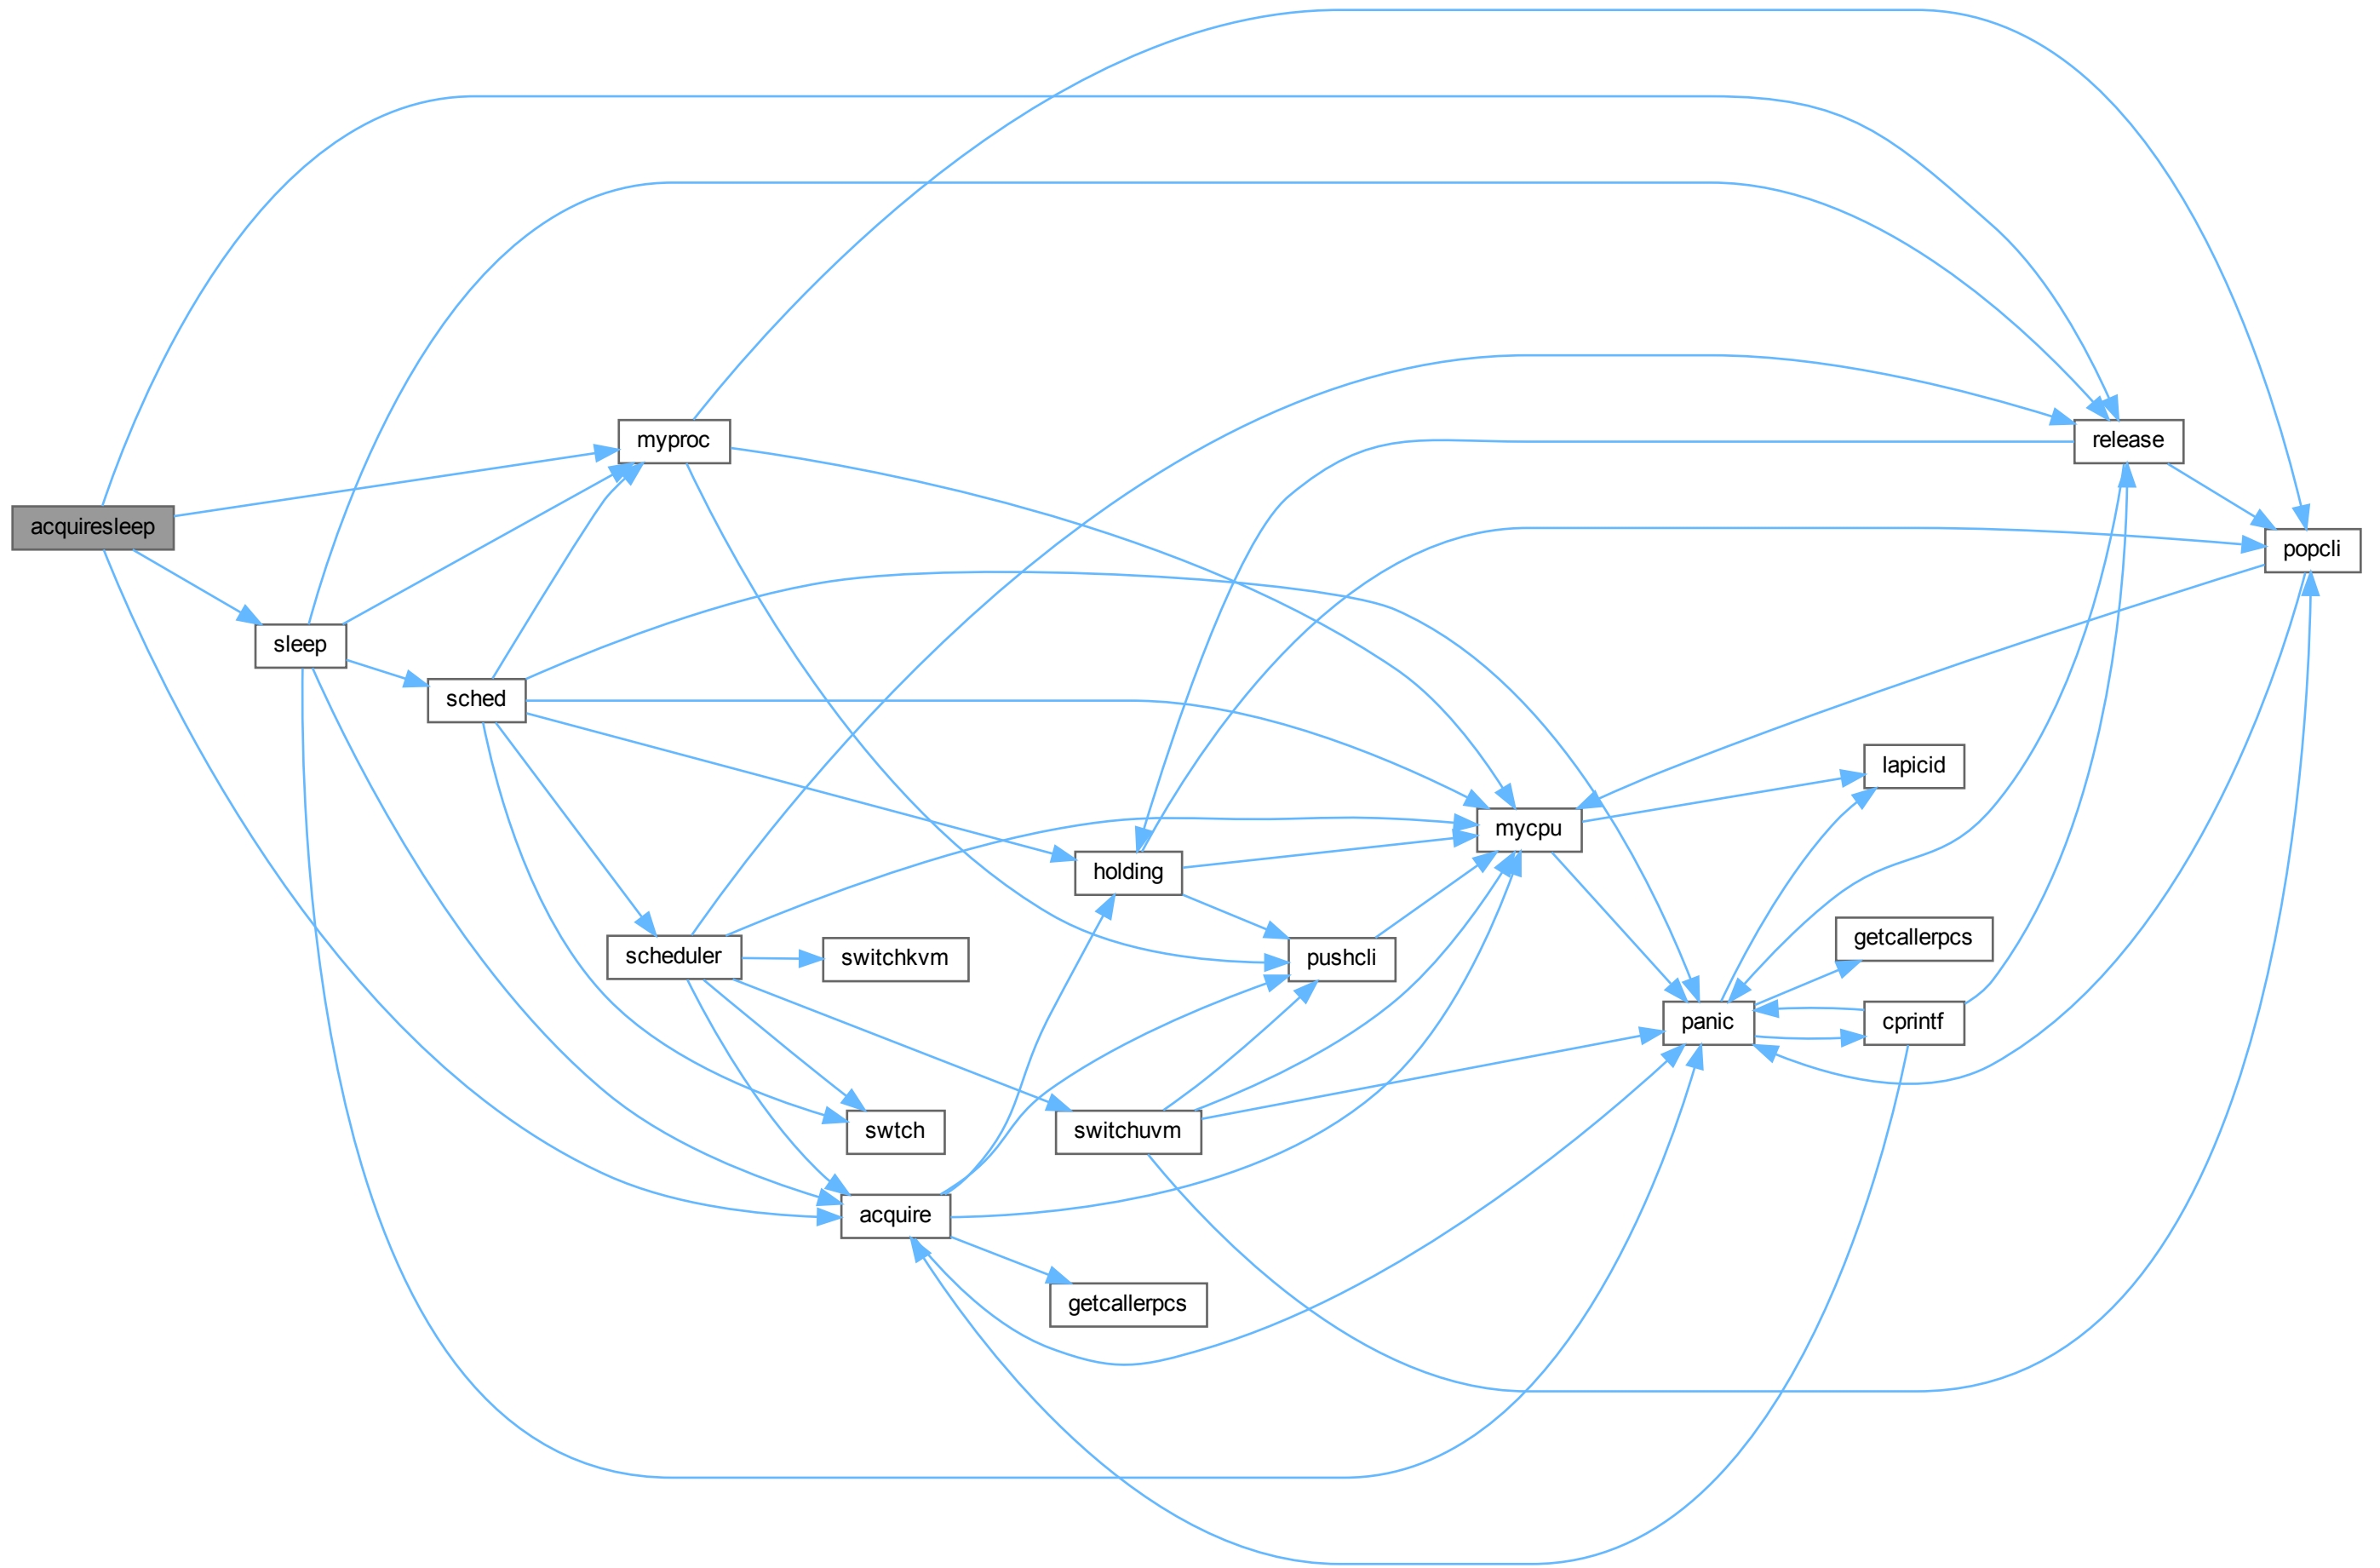 acquiresleep
myproc
release
popcli
sleep
sched
lapicid
mycpu
holding
getcallerpcs
scheduler
switchkvm
pushcli
panic
cprintf
swtch
switchuvm
acquire
getcallerpcs